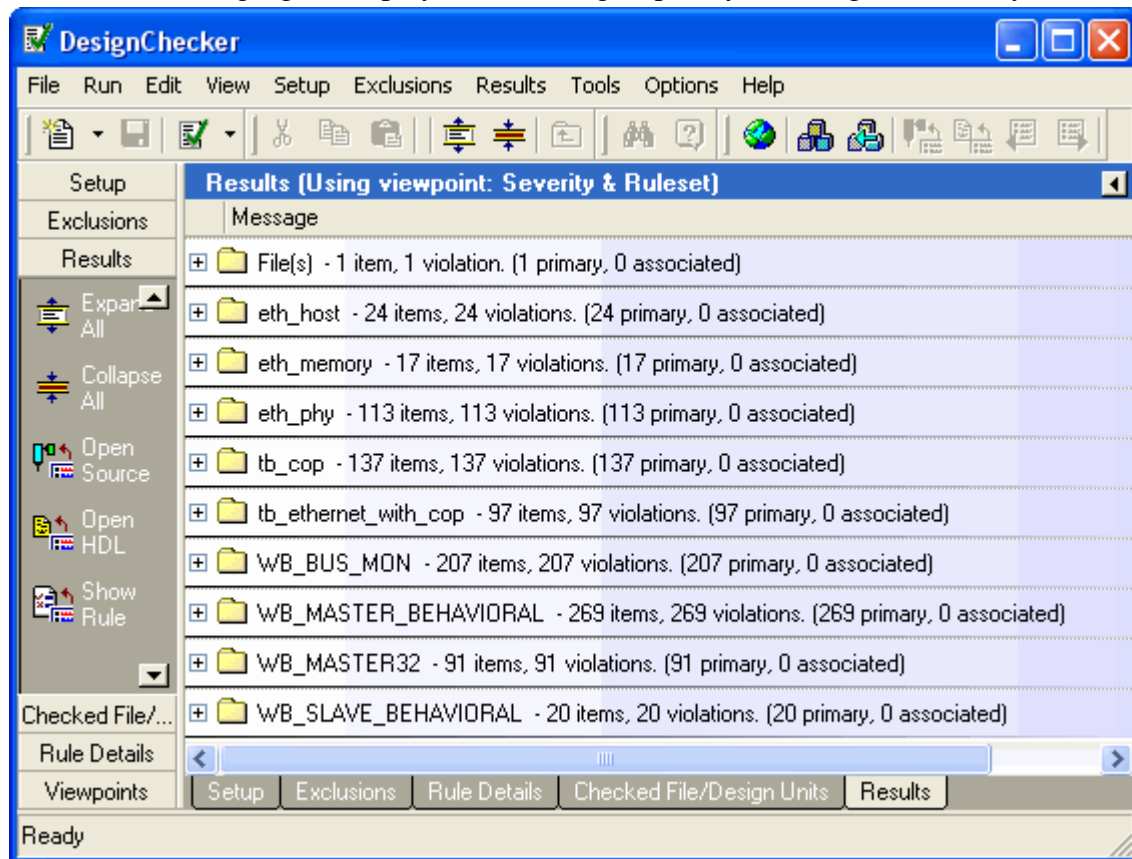 DesignChecker
File Run Edit View Setup Exclusions Results Tools Options Help
Setup
Exclusions
Results
Expan
All
Collapse
All
Open
Source
Open
HDL
Show
Rule
Checked File/...
Rule Details
Viewpoints
Results (Using viewpoint: Severity & Ruleset)
Message
File(s) - 1 item, 1 violation. (1 primary, 0 associated)
eth_host - 24 items, 24 violations. (24 primary, 0 associated)
eth_memory - 17 items, 17 violations. (17 primary, 0 associated)
eth_phy - 113 items, 113 violations. (113 primary, 0 associated)
tb_cop - 137 items, 137 violations. (137 primary, 0 associated)
tb_ethernet_with_cop - 97 items, 97 violations. (97 primary, 0 associated)
WB_BUS_MON - 207 items, 207 violations. (207 primary, 0 associated)
WB_MASTER_BEHAVIORAL - 269 items, 269 violations. (269 primary, 0 associated)
WB_MASTER32 - 91 items, 91 violations. (91 primary, 0 associated)
WB_SLAVE_BEHAVIORAL - 20 items, 20 violations. (20 primary, 0 associated)
Setup Exclusions Rule Details Checked File/Design Units Results
Ready